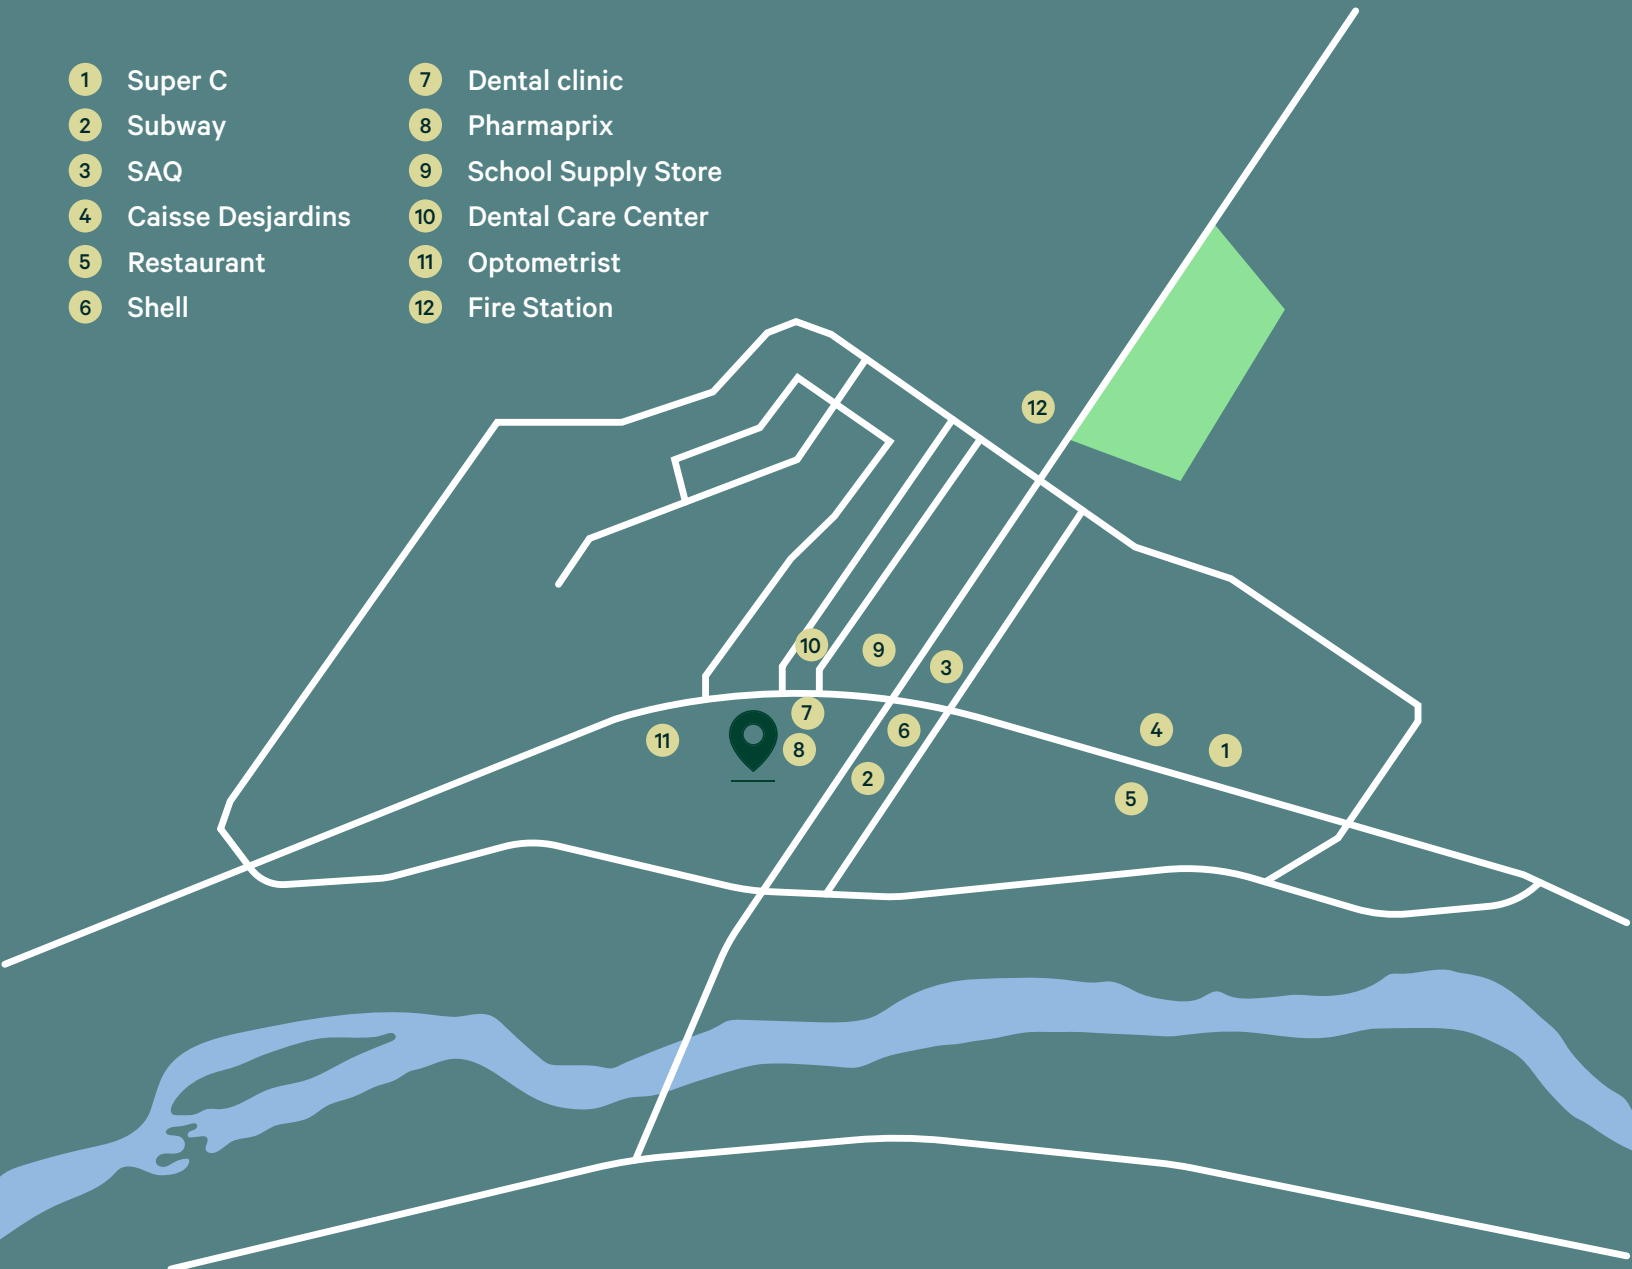 1 Super C
2 Subway
3 SAQ
4 Caisse Desjardins
5 Restaurant
6 Shell
7 Dental clinic
8 Pharmaprix
9 School Supply Store
10 Dental Care Center
11 Optometrist
12 Fire Station
12
10
9
3
7
11
8
6
4
1
2
5